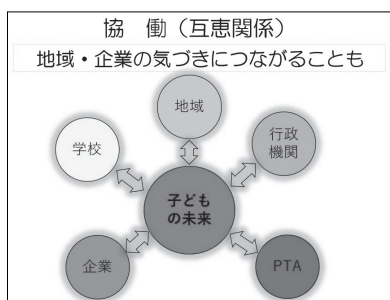 協　働（互恵関係）
地域・企業の気づきにつながることも
地域
学校
行政
機関
子ども
の未来
企業
PTA